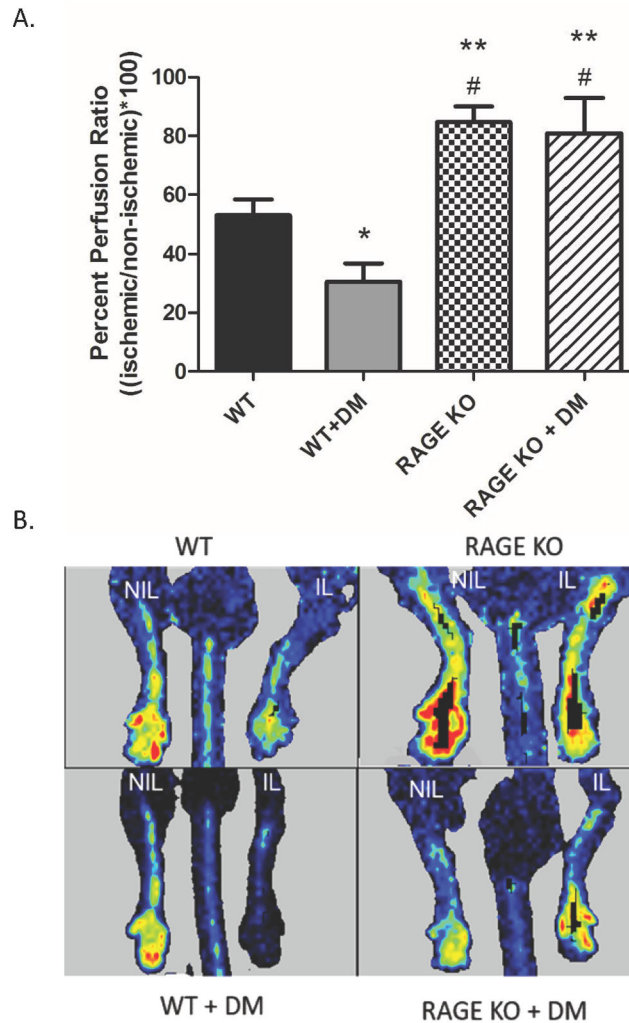 A.
Percent Perfusion Ratio
((ischemic/non-ischemic)*100)
100
80
60
40
20
0
*
**
#
**
#
WT
WT+DM
RAGE KO
RAGE KO + DM
B.
WT
RAGE KO
NIL
IL
NIL
IL
NIL
IL
NIL
IL
WT + DM
RAGE KO + DM